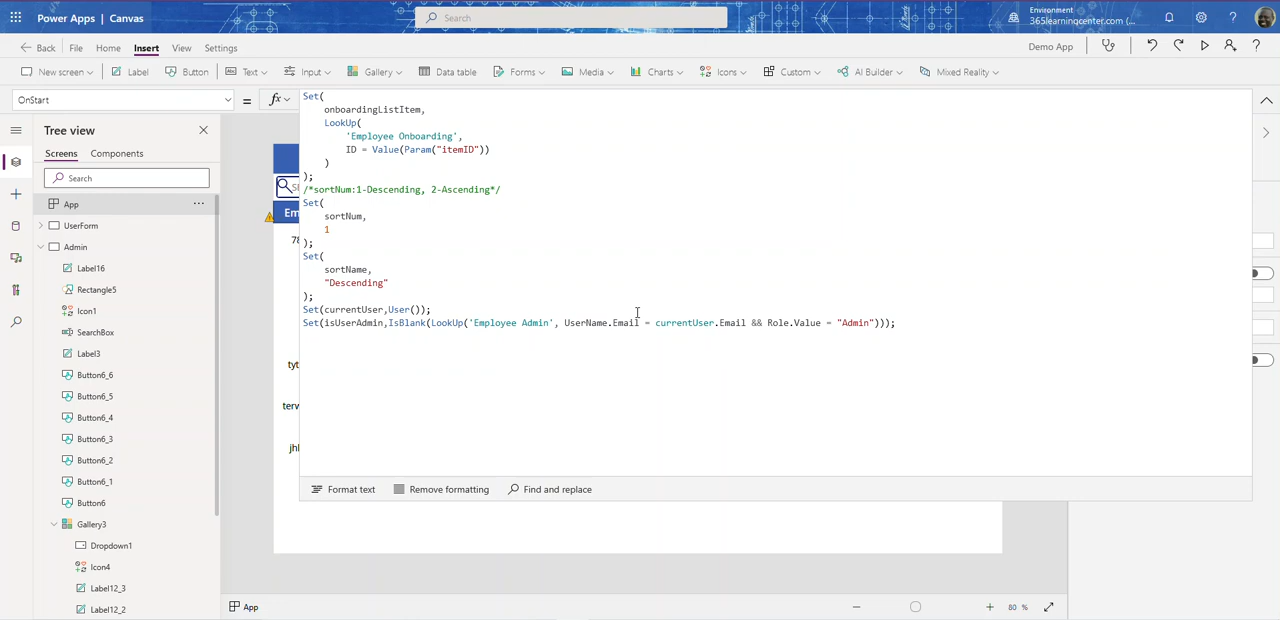 Power Apps | Canvas
Search
Environment
365learningcenter.com (...
Back
File
Home
Insert
View
Settings
Demo App
New screen
Label
Button
Text
Input
Gallery
Data table
Forms
Media
Charts
Icons
Custom
AI Builder
Mixed Reality
OnStart
=
fx
Tree view
Screens
Components
Search
App
UserForm
Admin
Label16
Rectangle5
Icon1
SearchBox
Label3
Button6_6
Button6_5
Button6_4
Button6_3
Button6_2
Button6_1
Button6
Gallery3
Dropdown1
Icon4
Label12_3
Label12_2
Em
78
tyt
terw
Set(
onboardingListItem,
LookUp(
'Employee Onboarding',
ID = Value(Param("itemID"))
)
);
/*sortNum:1-Descending, 2-Ascending*/
Set(
sortNum,
1
);
Set(
sortName,
"Descending"
);
Set(currentUser,User());
Set(isUserAdmin,IsBlank(LookUp('Employee Admin', UserName.Email = currentUser.Email && Role.Value = "Admin")));
Format text
Remove formatting
Find and replace
App
80 %